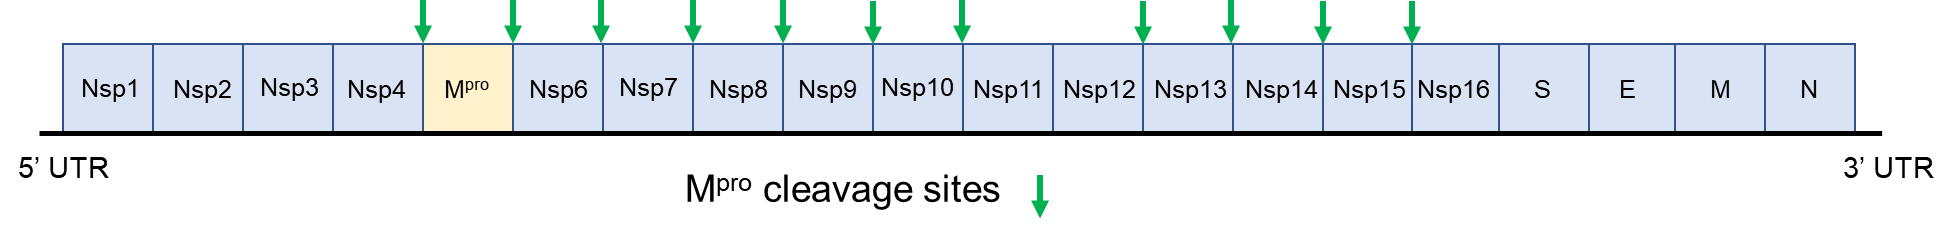 Nsp1 Nsp2 Nsp3 Nsp4 Mpro Nsp6 Nsp7 Nsp8 Nsp9 Nsp10 Nsp11 Nsp12 Nsp13 Nsp14 Nsp15 Nsp16 S E M N
5’ UTR 3’ UTR
Mpro cleavage sites